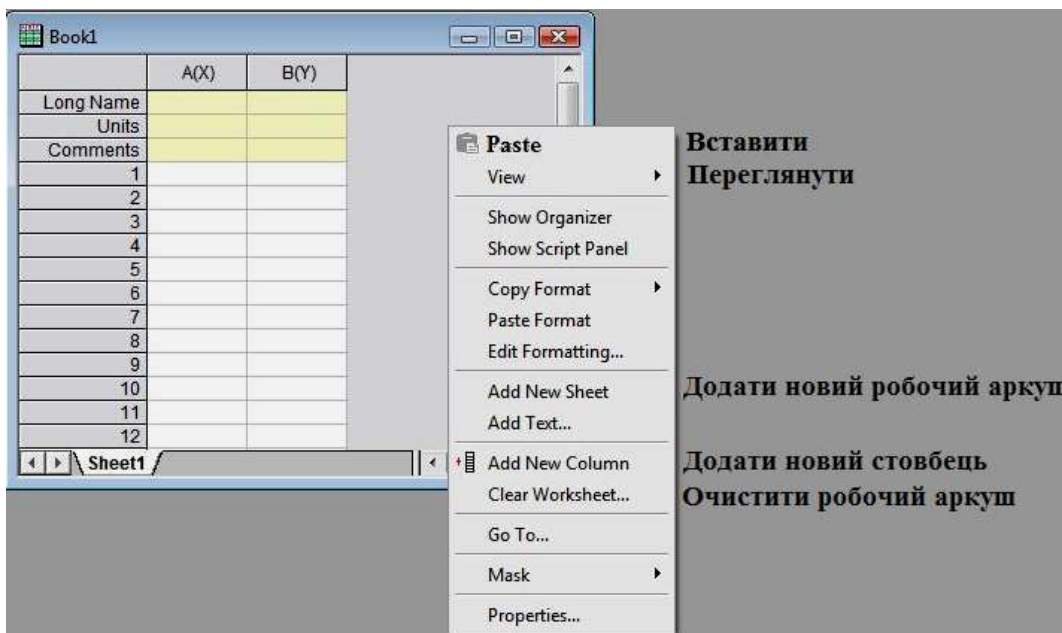 Book1
A(X) B(Y)
Long Name
Units
Comments
1
2
3
4
5
6
7
8
9
10
11
12
Sheet1
Paste Вставити
View Переглянути
Show Organizer
Show Script Panel
Copy Format
Paste Format
Edit Formatting...
Add New Sheet Додати новий робочий аркуш
Add Text...
Add New Column Додати новий стовбець
Clear Worksheet... Очистити робочий аркуш
Go To...
Mask
Properties...